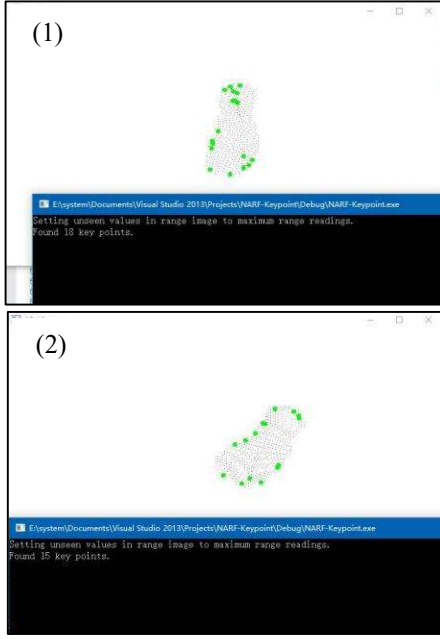 (1)
E:\system\Documents\Visual Studio 2013\Projects\NARF-Keypoint\Debug\NARF-Keypoint.exe
Setting unseen values in range image to maximum range readings.
Found 18 key points.
(2)
E:\system\Documents\Visual Studio 2013\Projects\NARF-Keypoint\Debug\NARF-Keypoint.exe
Setting unseen values in range image to maximum range readings.
Found 15 key points.